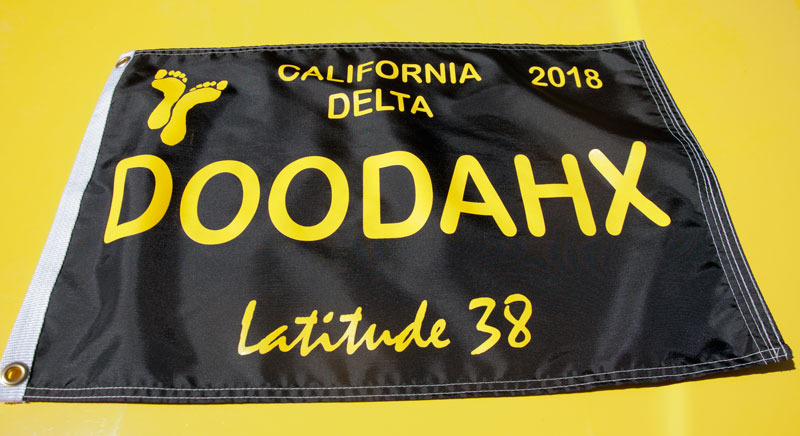 CALIFORNIA 2018
DELTA
DOODAHX
Latitude 38